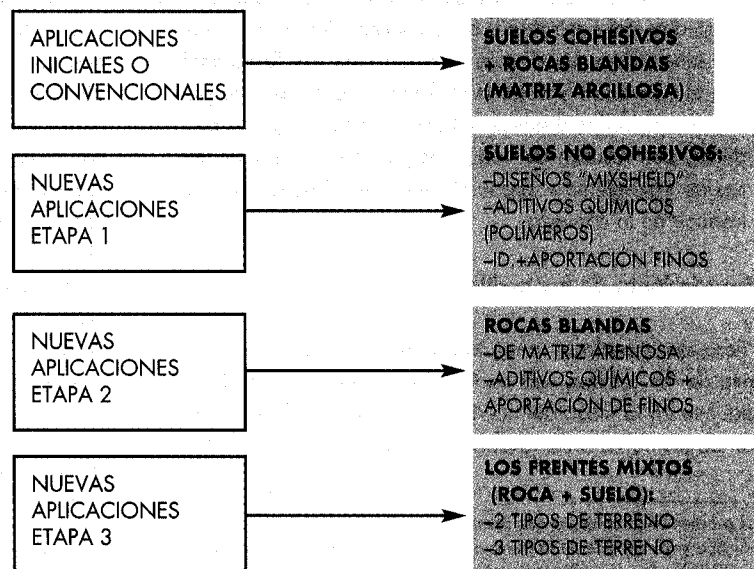 APLICACIONES
INICIALES O
CONVENCIONALES
SUELOS COHESIVOS
+ ROCAS BLANDAS
(MATRIZ ARCILLOSA)
NUEVAS
APLICACIONES
ETAPA 1
SUELOS NO COHESIVOS:
–DISEÑOS "MIXSHIELD"
–ADITIVOS QUÍMICOS
(POLÍMEROS)
–ID +APORTACIÓN FINOS
NUEVAS
APLICACIONES
ETAPA 2
ROCAS BLANDAS
–DE MATRIZ ARENOSA:
–ADITIVOS QUÍMICOS +
APORTACIÓN DE FINOS
NUEVAS
APLICACIONES
ETAPA 3
LOS FRENTES MIXTOS
(ROCA + SUELO):
–2 TIPOS DE TERRENO
–3 TIPOS DE TERRENO